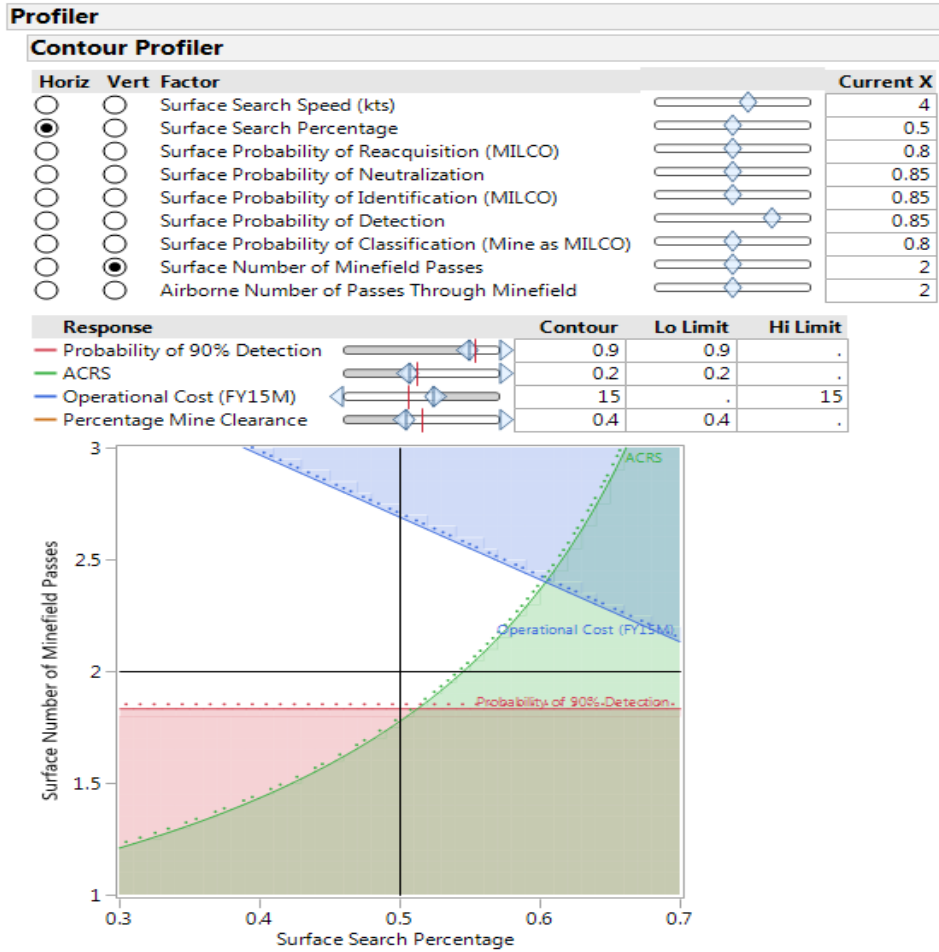 Profiler
Contour Profiler
Horiz Vert Factor Current X
Surface Search Speed (kts) 4
Surface Search Percentage 0.5
Surface Probability of Reacquisition (MILCO) 0.8
Surface Probability of Neutralization 0.85
Surface Probability of Identification (MILCO) 0.85
Surface Probability of Detection 0.85
Surface Probability of Classification (Mine as MILCO) 0.8
Surface Number of Minefield Passes 2
Airborne Number of Passes Through Minefield 2
Response Contour Lo Limit Hi Limit
Probability of 90% Detection 0.9 0.9 .
ACRS 0.2 0.2 .
Operational Cost (FY15M) 15 . 15
Percentage Mine Clearance 0.4 0.4 .
3
ACRS
2.5
Operational Cost (FY15M)
2
Probability of 90% Detection
1.5
1
Surface Number of Minefield Passes
0.3 0.4 0.5 0.6 0.7
Surface Search Percentage